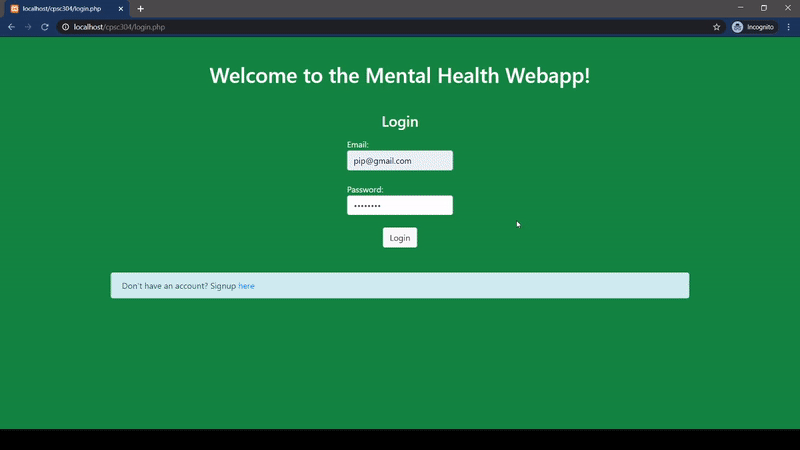 localhost/cpsc304/login.php
localhost/cpsc304/login.php
Incognito
Welcome to the Mental Health Webapp!
Login
Email:
pip@gmail.com
Password:
••••••••
Login
Don't have an account? Signup here